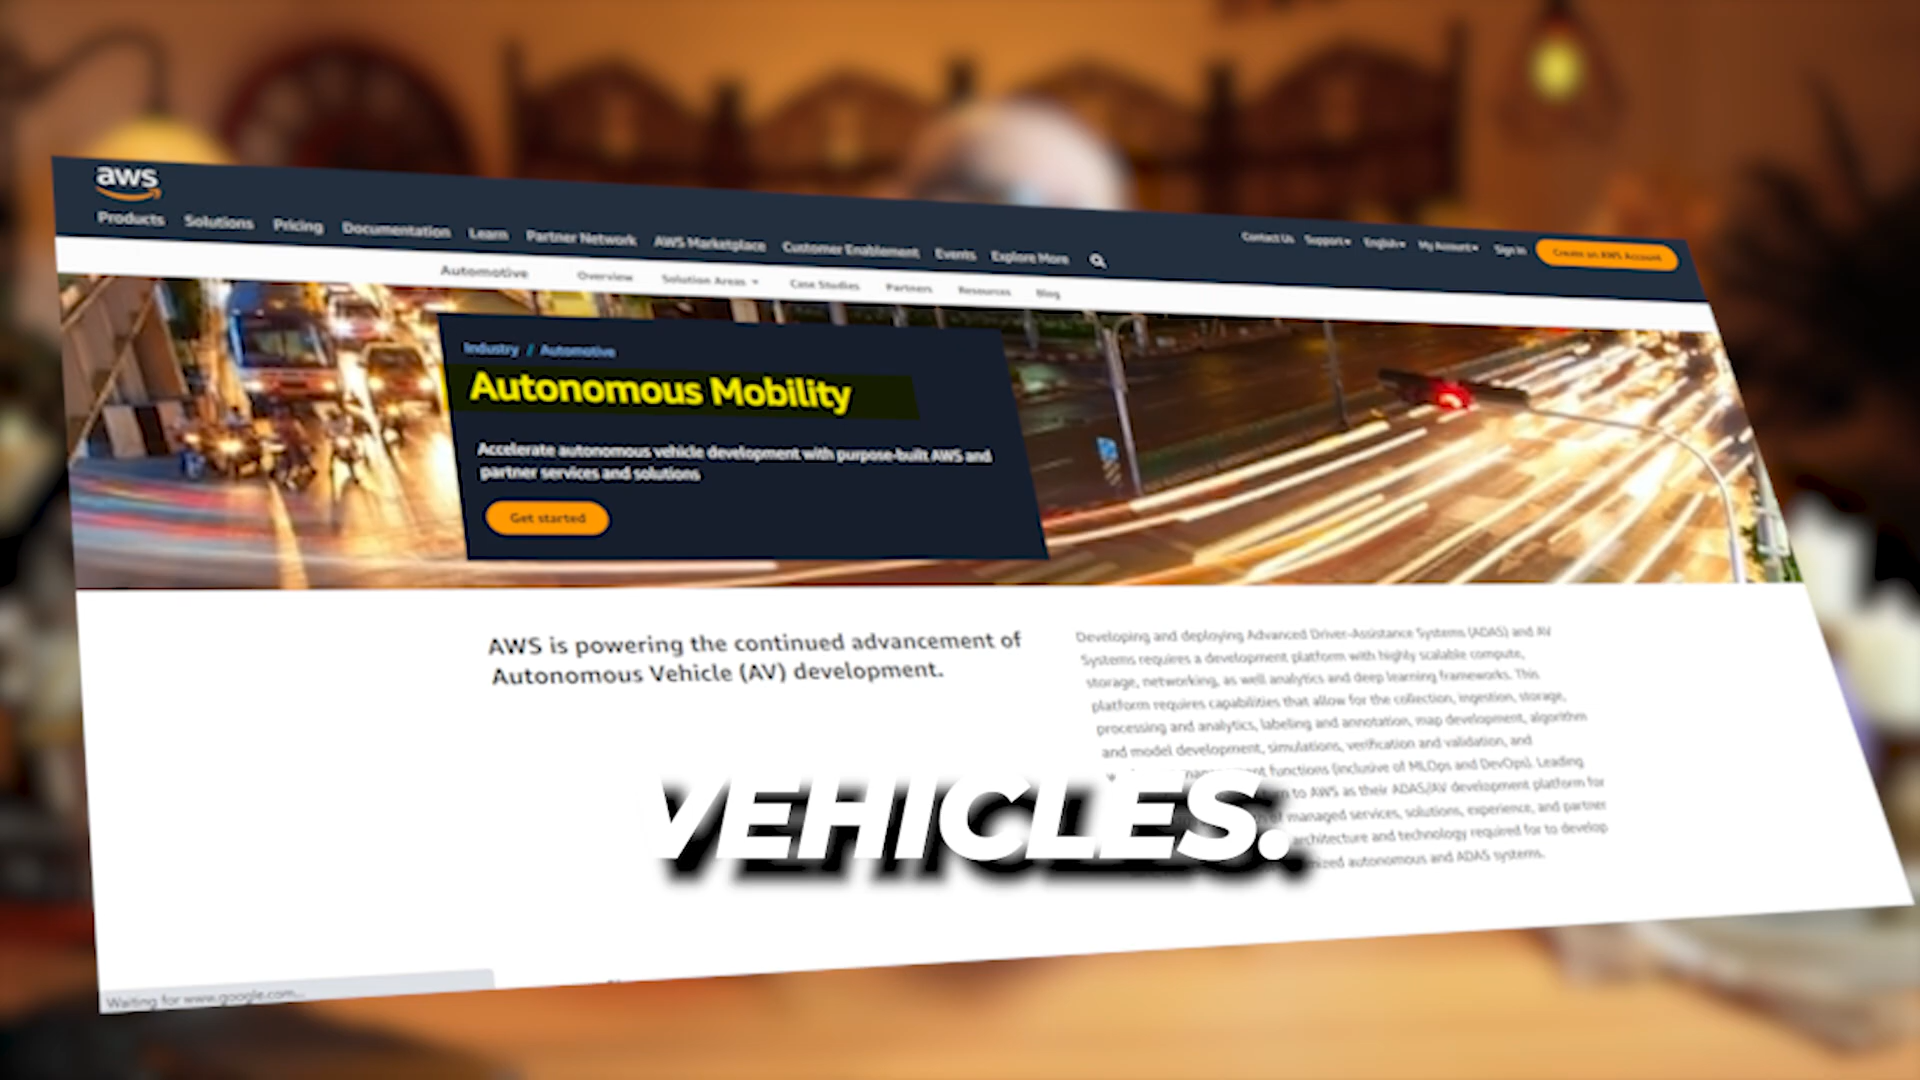 aws
Products Solutions Pricing Documentation Learn Partner Network AWS Marketplace Customer Enablement Events Explore More
Contact Us Support English My Account Sign In Create an AWS Account
Automotive Overview Solution Areas Case Studies Partners Resources Blog
Industry / Automotive
Autonomous Mobility
Accelerate autonomous vehicle development with purpose-built AWS and
partner services and solutions
Get started
AWS is powering the continued advancement of
Autonomous Vehicle (AV) development.
Developing and deploying Advanced Driver-Assistance Systems (ADAS) and AV
Systems requires a development platform with highly scalable compute,
storage, networking, as well analytics and deep learning frameworks. This
platform requires capabilities that allow for the collection, ingestion, storage,
processing and analytics, labeling and annotation, map development, algorithm
and model development, simulations, verification and validation, and
functions (inclusive of MLOps and DevOps). Leading
to AWS as their ADAS/AV development platform for
managed services, solutions, experience, and partner
architecture and technology required for to develop
autonomous and ADAS systems.
VEHICLES.
Waiting for www.google.com...